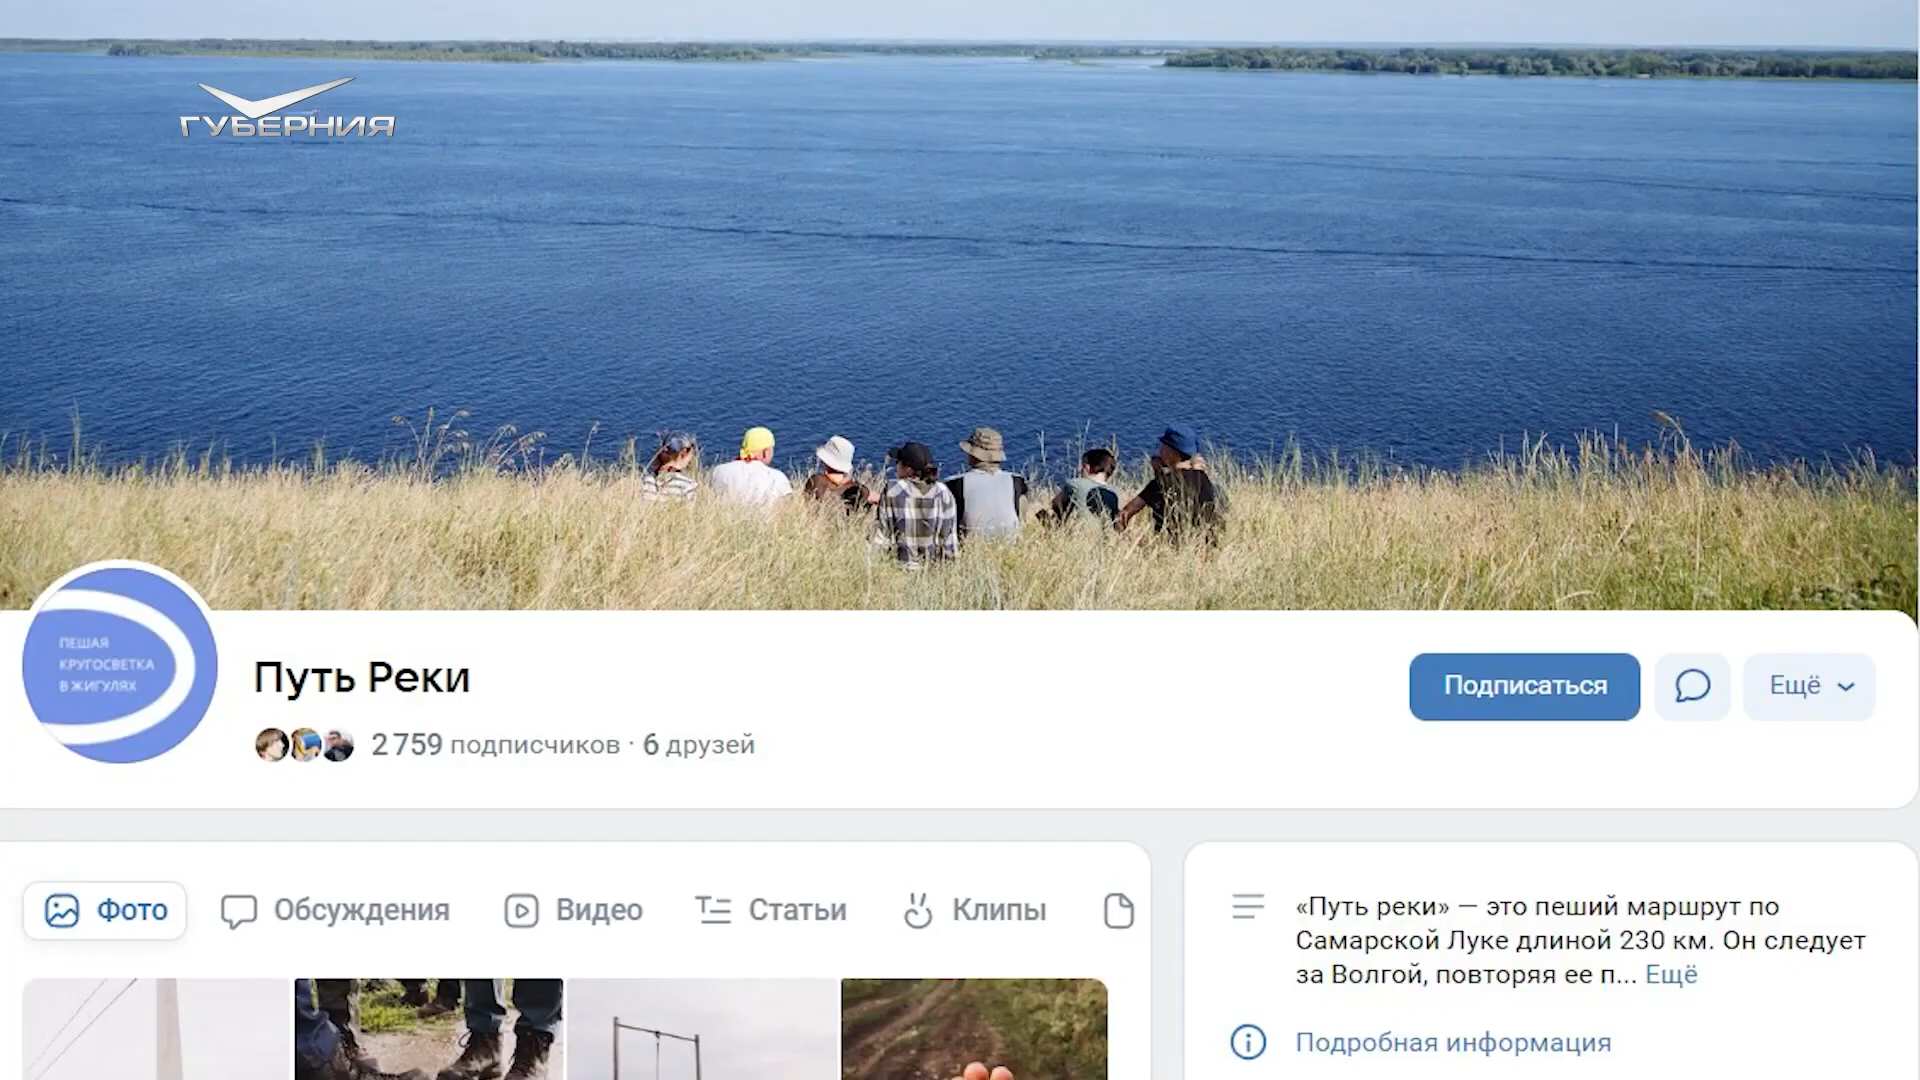 ГУБЕРНИЯ
ПЕШАЯ
КРУГОСВЕТКА
В ЖИГУЛЯХ
Путь Реки
2 759 подписчиков · 6 друзей
Подписаться
Ещё
Фото
Обсуждения
Видео
Статьи
Клипы
«Путь реки» — это пеший маршрут по
Самарской Луке длиной 230 км. Он следует
за Волгой, повторяя ее п... Ещё
Подробная информация